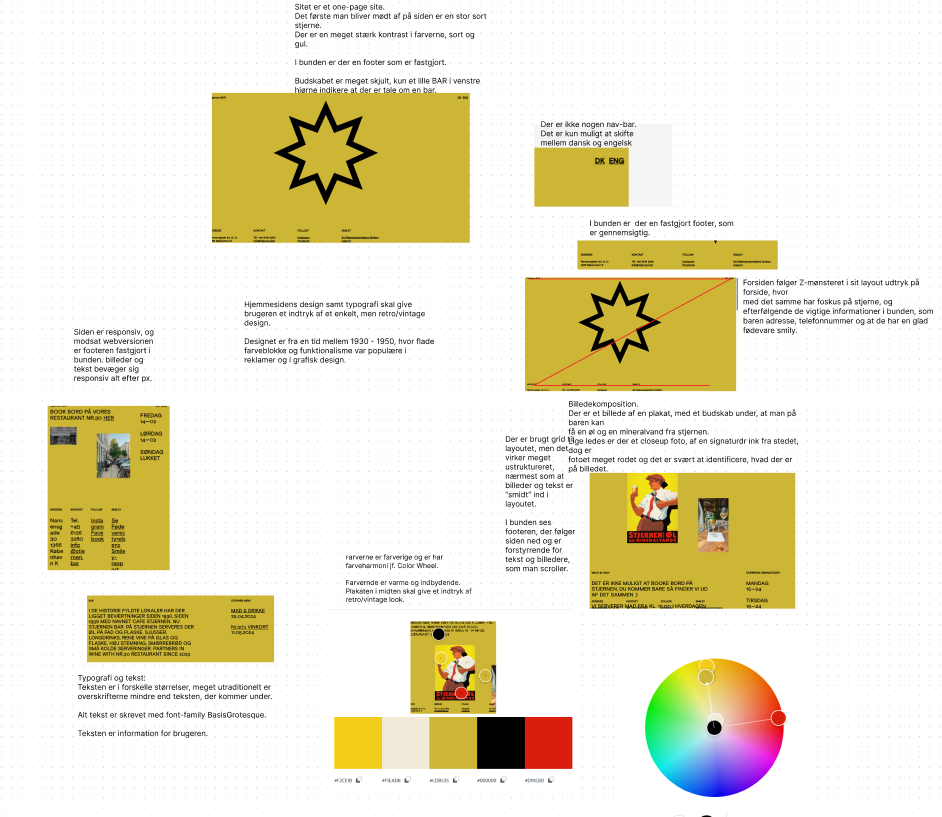 Sitet er et one-page site.
Det første man bliver mødt af på siden er en stor sort
stjerne.
Der er en meget stærk kontrast i farverne, sort og
gul.
I bunden er der en footer som er fastgjort.
Budskabet er meget skjult, kun et lille BAR i venstre
hjørne indikere at der er tale om en bar.
Der er ikke nogen nav-bar.
Det er kun muligt at skifte
mellem dansk og engelsk
DK ENG
I bunden er der en fastgjort footer, som
er gennemsigtig.
ADRESSE KONTAKT FOLLOW SMILEY
Forsiden følger Z-mønsteret i sit layout udtryk på
forside, hvor
med det samme har foskus på stjerne, og
efterfølgende de vigtige informationer i bunden, som
baren adresse, telefonnummer og at de har en glad
fødevare smily.
Hjemmesidens design samt typografi skal give
brugeren et indtryk af et enkelt, men retro/vintage
design.
Designet er fra en tid mellem 1930 - 1950, hvor flade
farveblokke og funktionalisme var populære i
reklamer og i grafisk design.
Siden er responsiv, og
modsat webversionen
er footeren fastgjort i
bunden. billeder og
tekst bevæger sig
responsiv alt efter px.
BOOK BORD PÅ VORES
RESTAURANT NR.30 HER
FREDAG
14—02
LØRDAG
14—02
SØNDAG
LUKKET
Billedekomposition.
Der er et billede af en plakat, med et budskab under, at man på
baren kan
få en øl og en mineralvand fra stjernen.
Lige ledes er der et closeup foto, af en signaturdr ink fra stedet,
dog er
fotoet meget rodet og det er svært at identificere, hvad der er
på billedet.
Der er brugt grid i
layoutet, men det
virker meget
ustruktureret,
nærmest som at
billeder og tekst er
"smidt" ind i
layoutet.
I bunden ses
footeren, der følger
siden ned og er
forstyrrende for
tekst og billedere,
som man scroller.
STJERNEN ØL
DET ER IKKE MULIGT AT BOOKE BORD PÅ
STJERNEN, DU KOMMER BARE SÅ FINDER VI UD
AF DET SAMMEN :)
VI SERVERER MAD FRA KL. 15.00 I HVERDAGEN
MANDAG
15—24
TIRSDAG
15—24
Farverne er farverige og er har
farveharmoni jf. Color Wheel.
Farvernde er varme og indbydende.
Plakaten i midten skal give et indtryk af
retro/vintage look.
I DE HISTORIE FYLDTE LOKALER HAR DER
LIGGET BEVÆRTNINGER SIDEN 1936. SIDEN
1956 MED NAVNET CAFE STJERNEN. NU
STJERNEN BAR. PÅ STJERNEN SERVERES DER
ØL PÅ FAD OG FLASKE, SJUSSER,
LONGDRINKS, RENE VINE PÅ GLAS OG
FLASKE, HØJ STEMNING, SMØRREBRØD OG
SMÅ KOLDE SERVERINGER. PARTNERS IN
WINE WITH NR.30 RESTAURANT SINCE 2023
MAD & DRIKKE
Typografi og tekst:
Teksten er i forskelle størrelser, meget utraditionelt er
overskrifterne mindre end teksten, der kommer under.
Alt tekst er skrevet med font-family BasisGrotesque.
Teksten er information for brugeren.
#000000